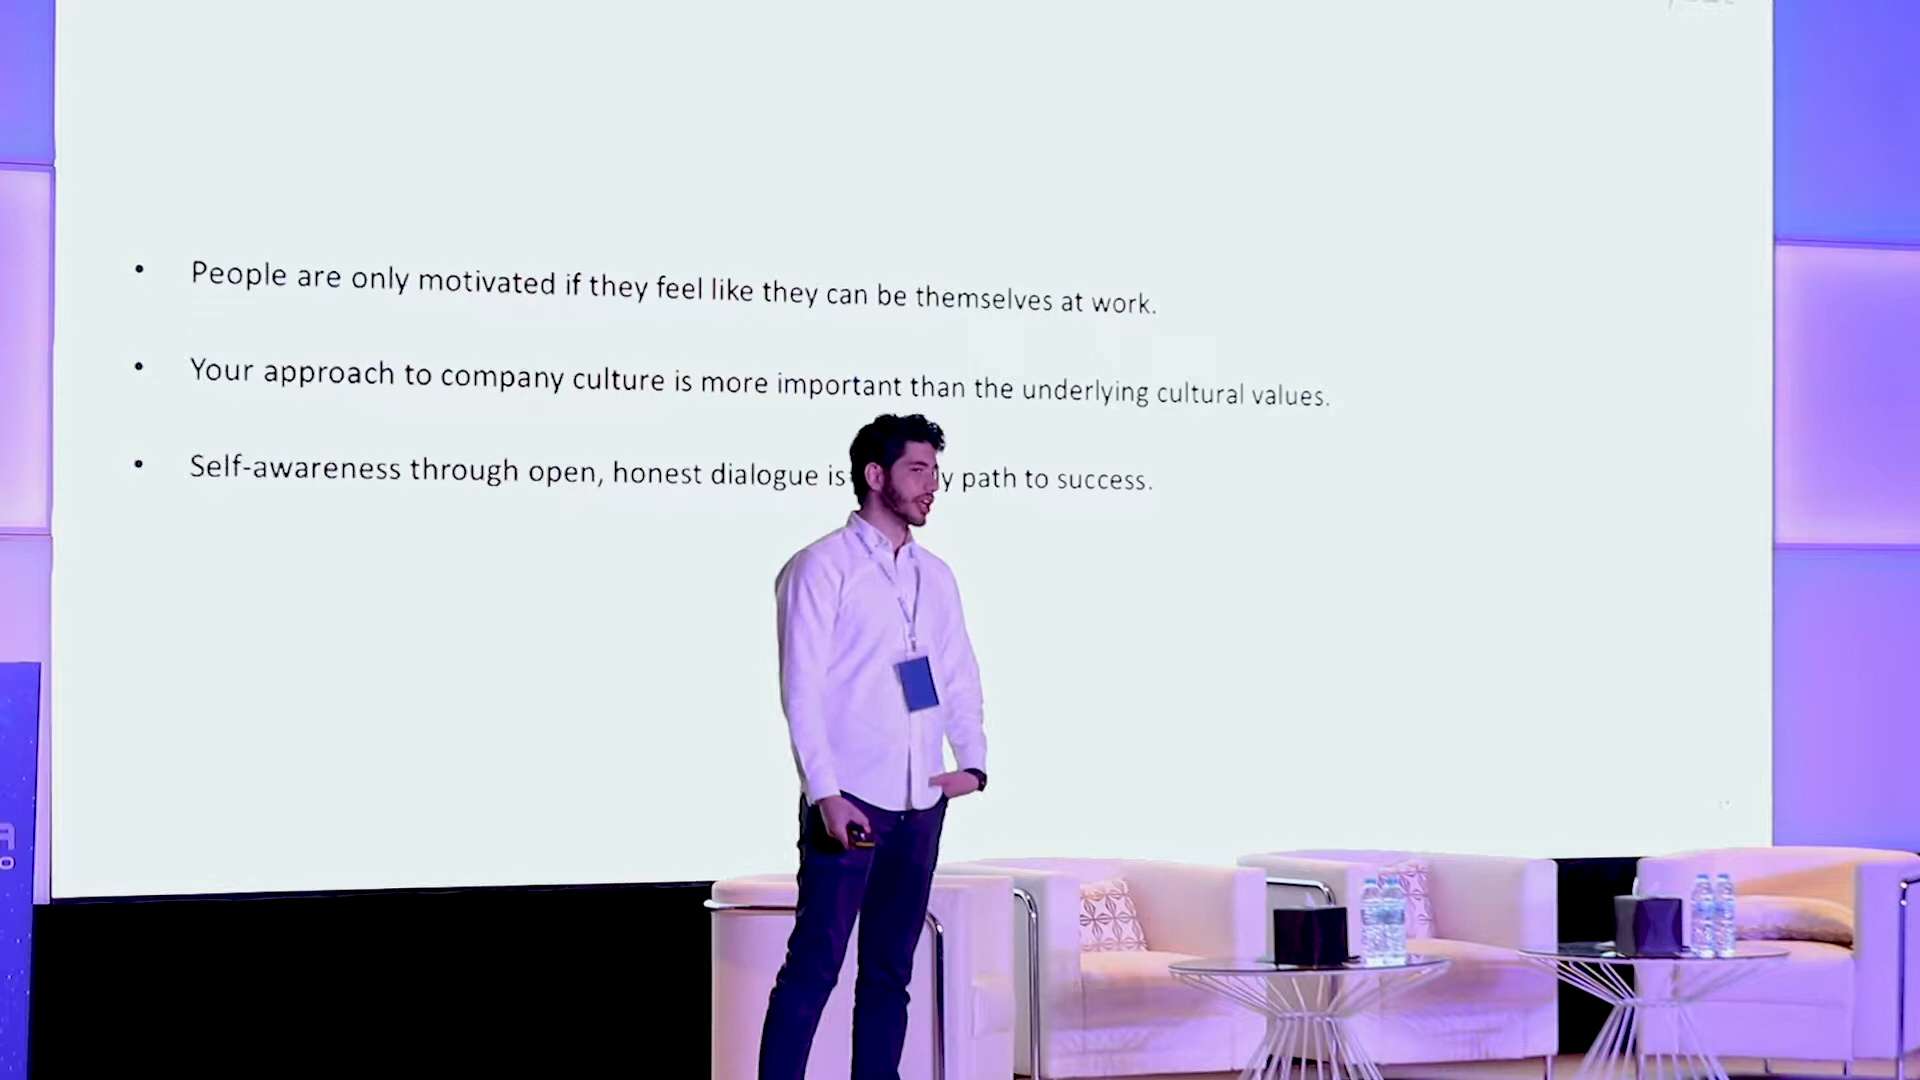 • People are only motivated if they feel like they can be themselves at work.
• Your approach to company culture is more important than the underlying cultural values.
• Self-awareness through open, honest dialogue is path to success.
A
O